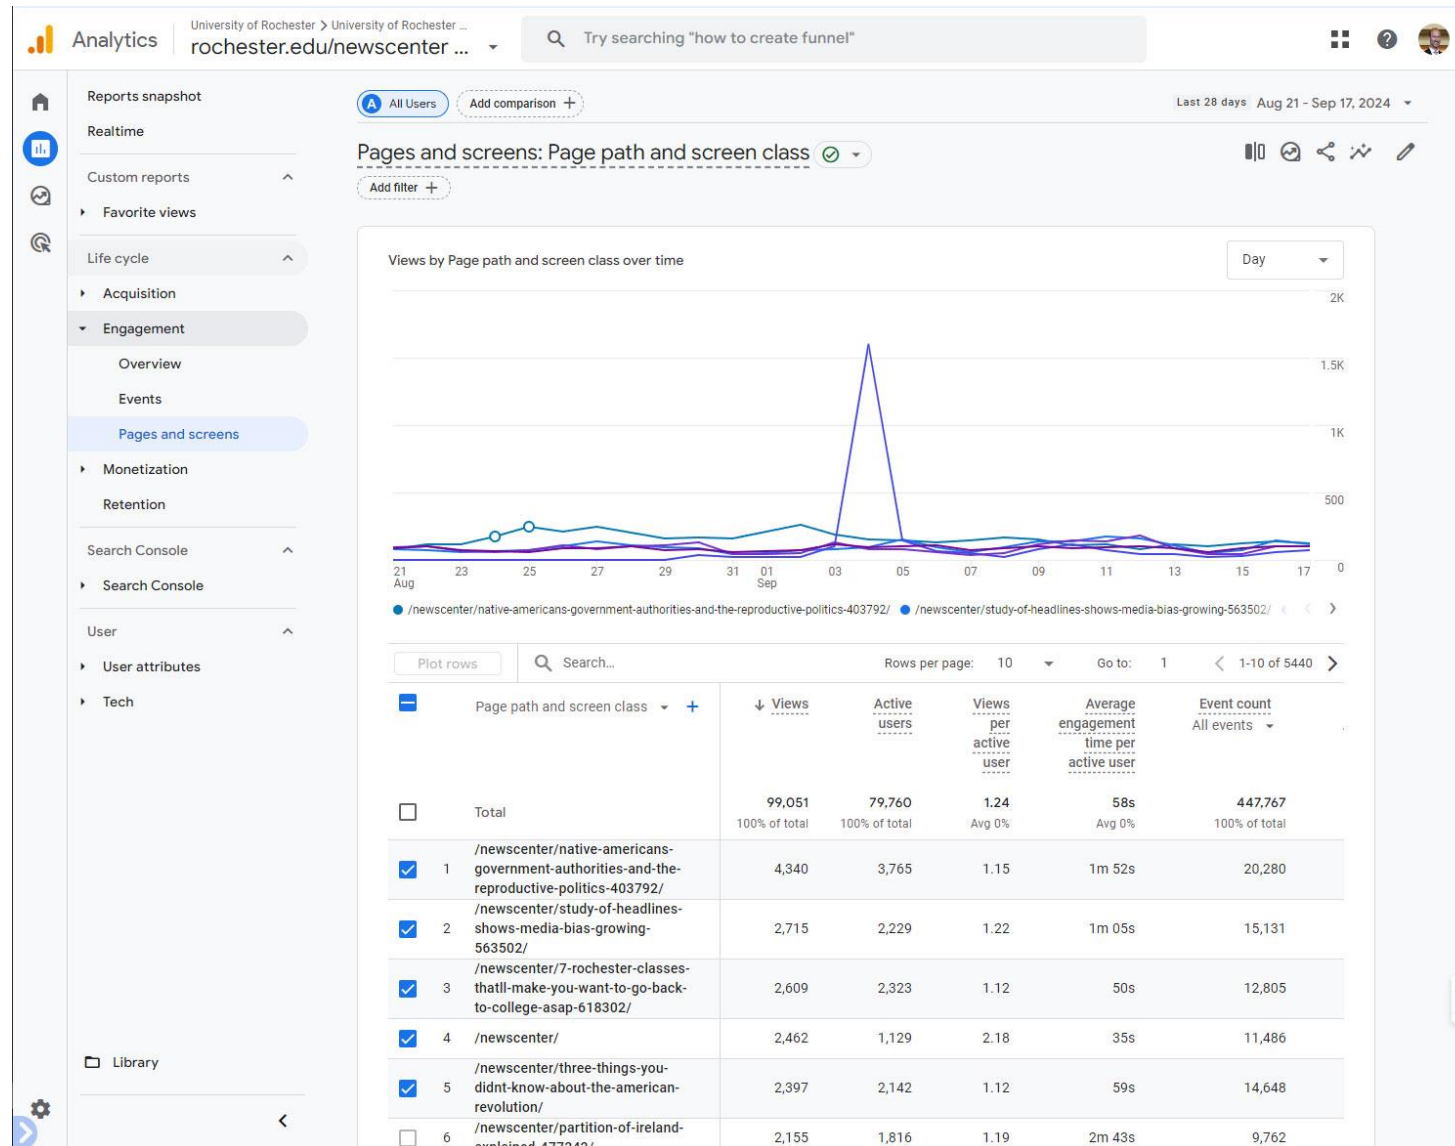 Analytics
University of Rochester > University of Rochester ...
rochester.edu/newscenter ...
Try searching "how to create funnel"
Reports snapshot
Realtime
Custom reports
Favorite views
Life cycle
Acquisition
Engagement
Overview
Events
Pages and screens
Monetization
Retention
Search Console
Search Console
User
User attributes
Tech
Library
A All Users
Add comparison +
Last 28 days Aug 21 - Sep 17, 2024
Pages and screens: Page path and screen class
Add filter +
Views by Page path and screen class over time
Day
2K
1.5K
1K
500
0
21 23 25 27 29 31 01 03 05 07 09 11 13 15 17
Aug Sep
/newscenter/native-americans-government-authorities-and-the-reproductive-politics-403792/ /newscenter/study-of-headlines-shows-media-bias-growing-563502/
Plot rows Search... Rows per page: 10 Go to: 1 1-10 of 5440
Page path and screen class +
Views
Active
users
Views
per
active
user
Average
engagement
time per
active user
Event count
All events
Total 99,051 79,760 1.24 58s 447,767
100% of total 100% of total Avg 0% Avg 0% 100% of total
/newscenter/native-americans-
1 government-authorities-and-the- 4,340 3,765 1.15 1m 52s 20,280
reproductive-politics-403792/
/newscenter/study-of-headlines-
2 shows-media-bias-growing- 2,715 2,229 1.22 1m 05s 15,131
563502/
/newscenter/7-rochester-classes-
3 thatll-make-you-want-to-go-back- 2,609 2,323 1.12 50s 12,805
to-college-asap-618302/
4 /newscenter/ 2,462 1,129 2.18 35s 11,486
/newscenter/three-things-you-
5 didnt-know-about-the-american- 2,397 2,142 1.12 59s 14,648
revolution/
/newscenter/partition-of-ireland-
6 2,155 1,816 1.19 2m 43s 9,762